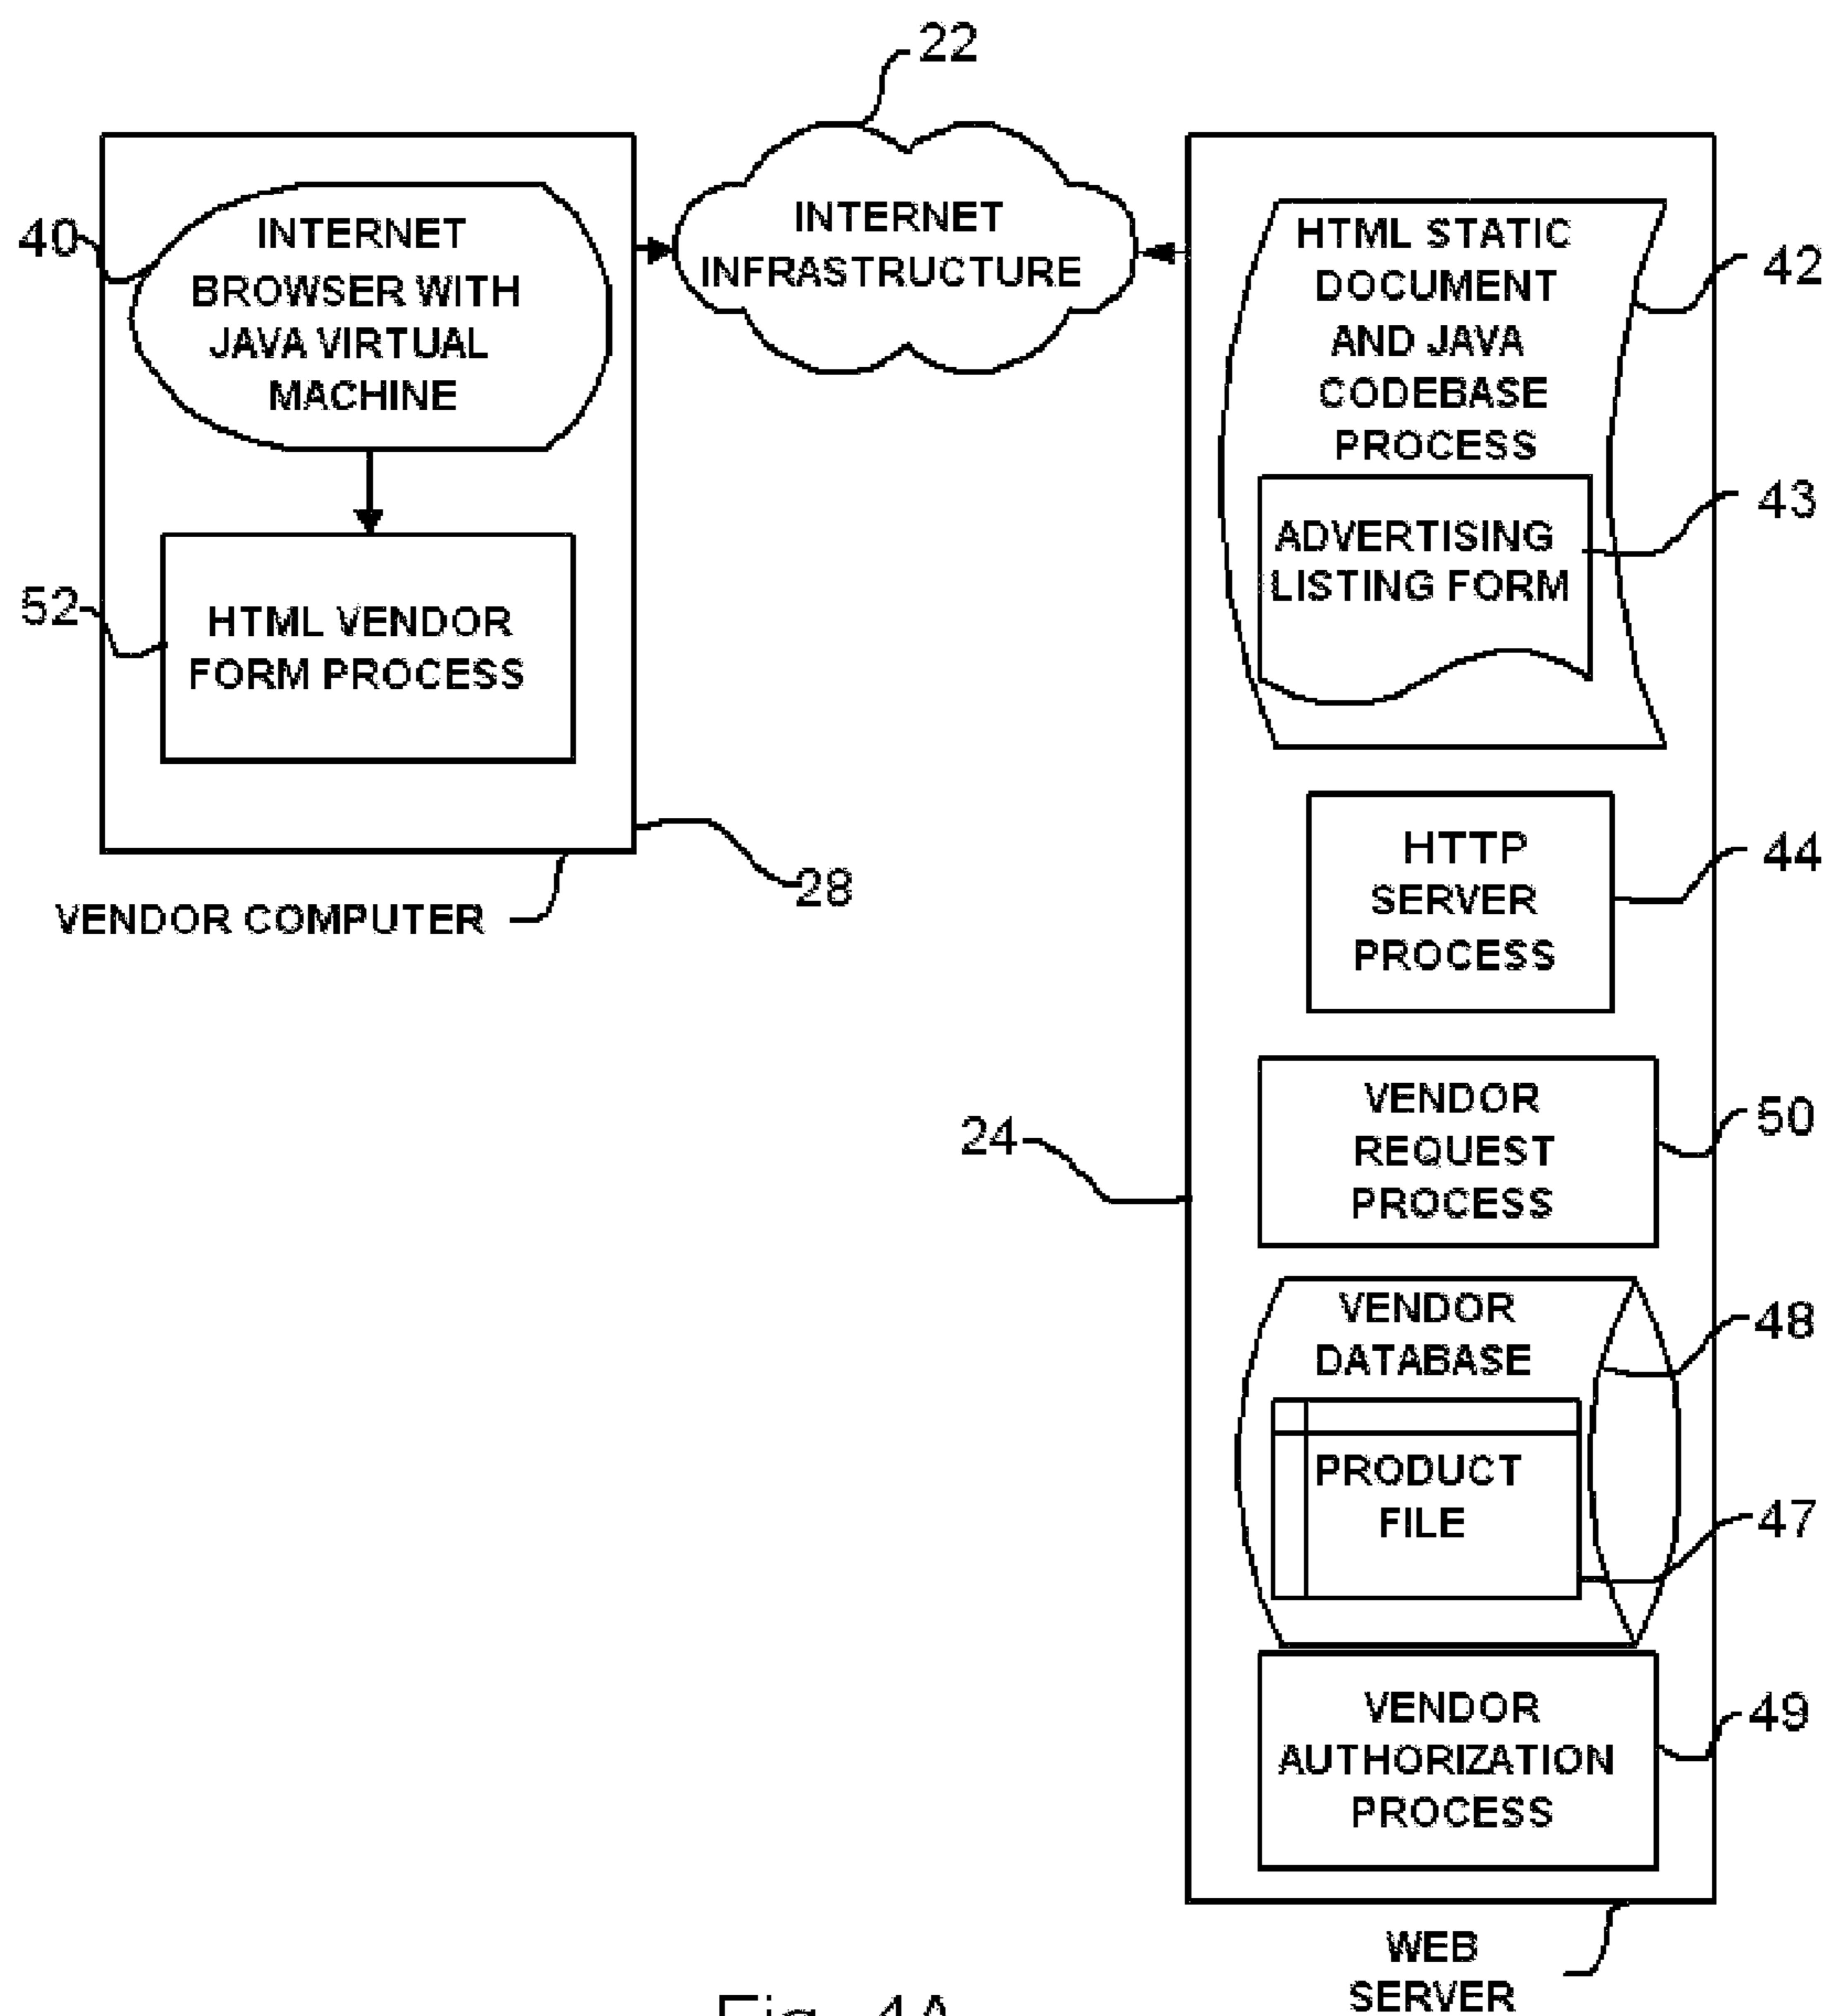 22
40
INTERNET
BROWSER WITH
JAVA VIRTUAL
MACHINE
52
HTML VENDOR
FORM PROCESS
28
VENDOR COMPUTER
INTERNET
INFRASTRUCTURE
HTML STATIC
DOCUMENT
AND JAVA
CODEBASE
PROCESS
42
ADVERTISING
LISTING FORM
43
HTTP
SERVER
PROCESS
44
24
VENDOR
REQUEST
PROCESS
50
VENDOR
DATABASE
48
PRODUCT
FILE
47
VENDOR
AUTHORIZATION
PROCESS
49
WEB
SERVER
Fig. 4A